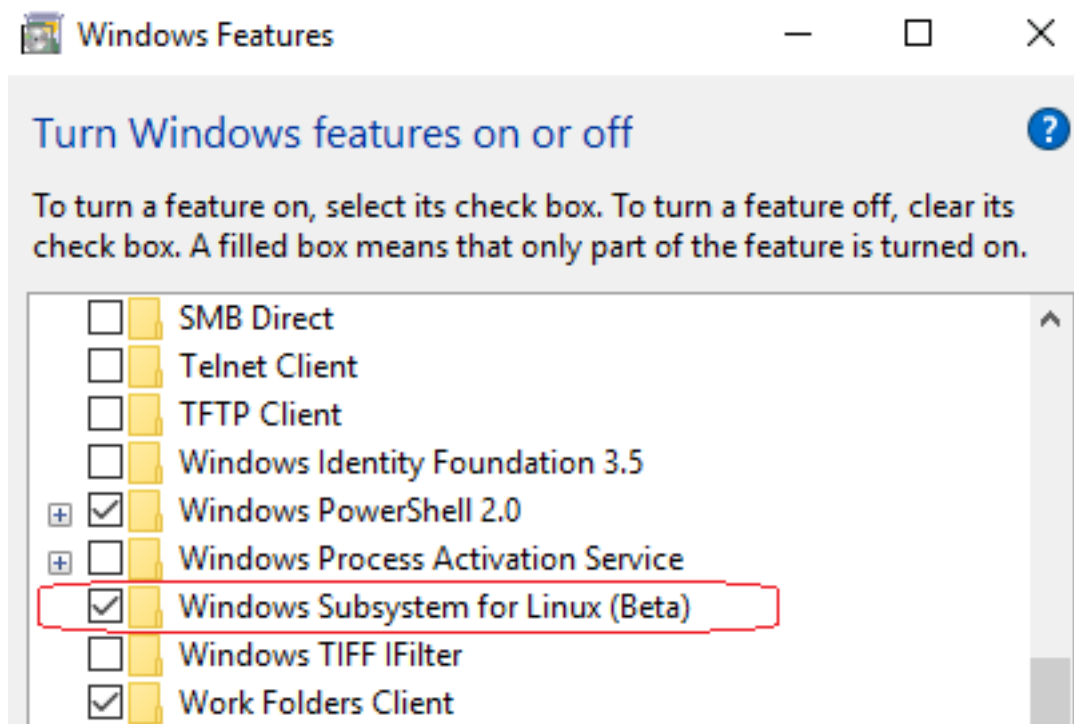 Windows Features
Turn Windows features on or off
To turn a feature on, select its check box. To turn a feature off, clear its
check box. A filled box means that only part of the feature is turned on.
SMB Direct
Telnet Client
TFTP Client
Windows Identity Foundation 3.5
Windows PowerShell 2.0
Windows Process Activation Service
Windows Subsystem for Linux (Beta)
Windows TIFF IFilter
Work Folders Client